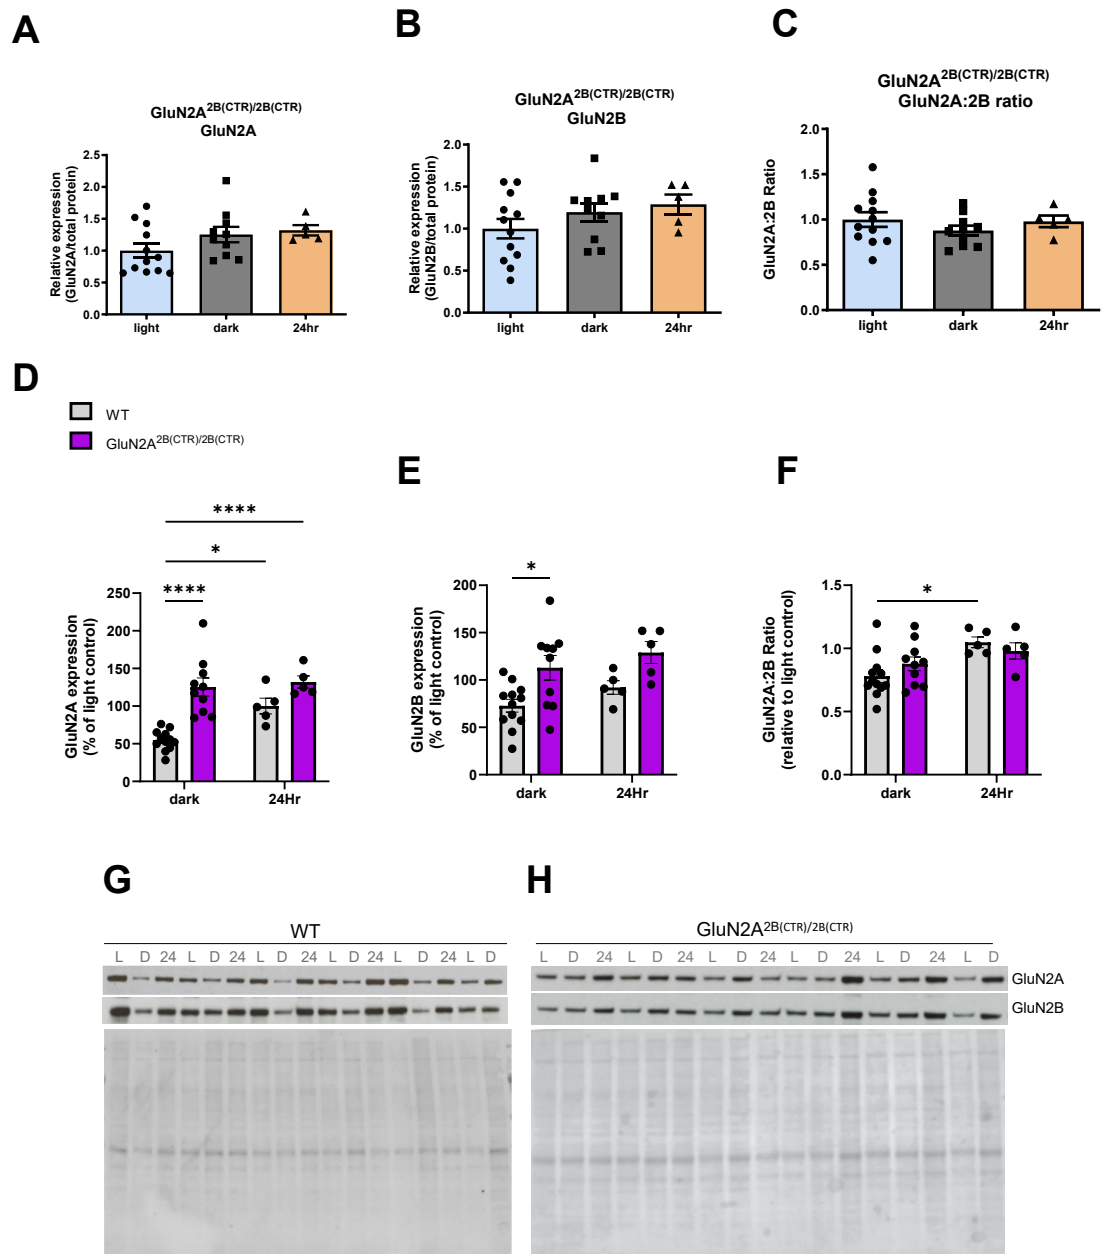 A
B
C
GluN2A2B(CTR)/2B(CTR)
GluN2A
Relative expression
(GluN2A/total protein)
2.5
2.0
1.5
1.0
0.5
0.0
light
dark
24hr
GluN2A2B(CTR)/2B(CTR)
GluN2B
Relative expression
(GluN2B/total protein)
2.0
1.5
1.0
0.5
0.0
light
dark
24hr
GluN2A2B(CTR)/2B(CTR)
GluN2A:2B ratio
GluN2A:2B Ratio
2.0
1.5
1.0
0.5
0.0
light
dark
24hr
D
WT
GluN2A2B(CTR)/2B(CTR)
****
*
****
GluN2A expression
(% of light control)
250
200
150
100
50
0
dark
24Hr
E
*
GluN2B expression
(% of light control)
200
150
100
50
0
dark
24Hr
F
*
GluN2A:2B Ratio
(relative to light control)
1.5
1.0
0.5
0.0
dark
24Hr
G
WT
L D 24 L D 24 L D 24 L D 24 L D 24 L D
H
GluN2A2B(CTR)/2B(CTR)
L D 24 L D 24 L D 24 L D 24 L D 24 L D
GluN2A
GluN2B